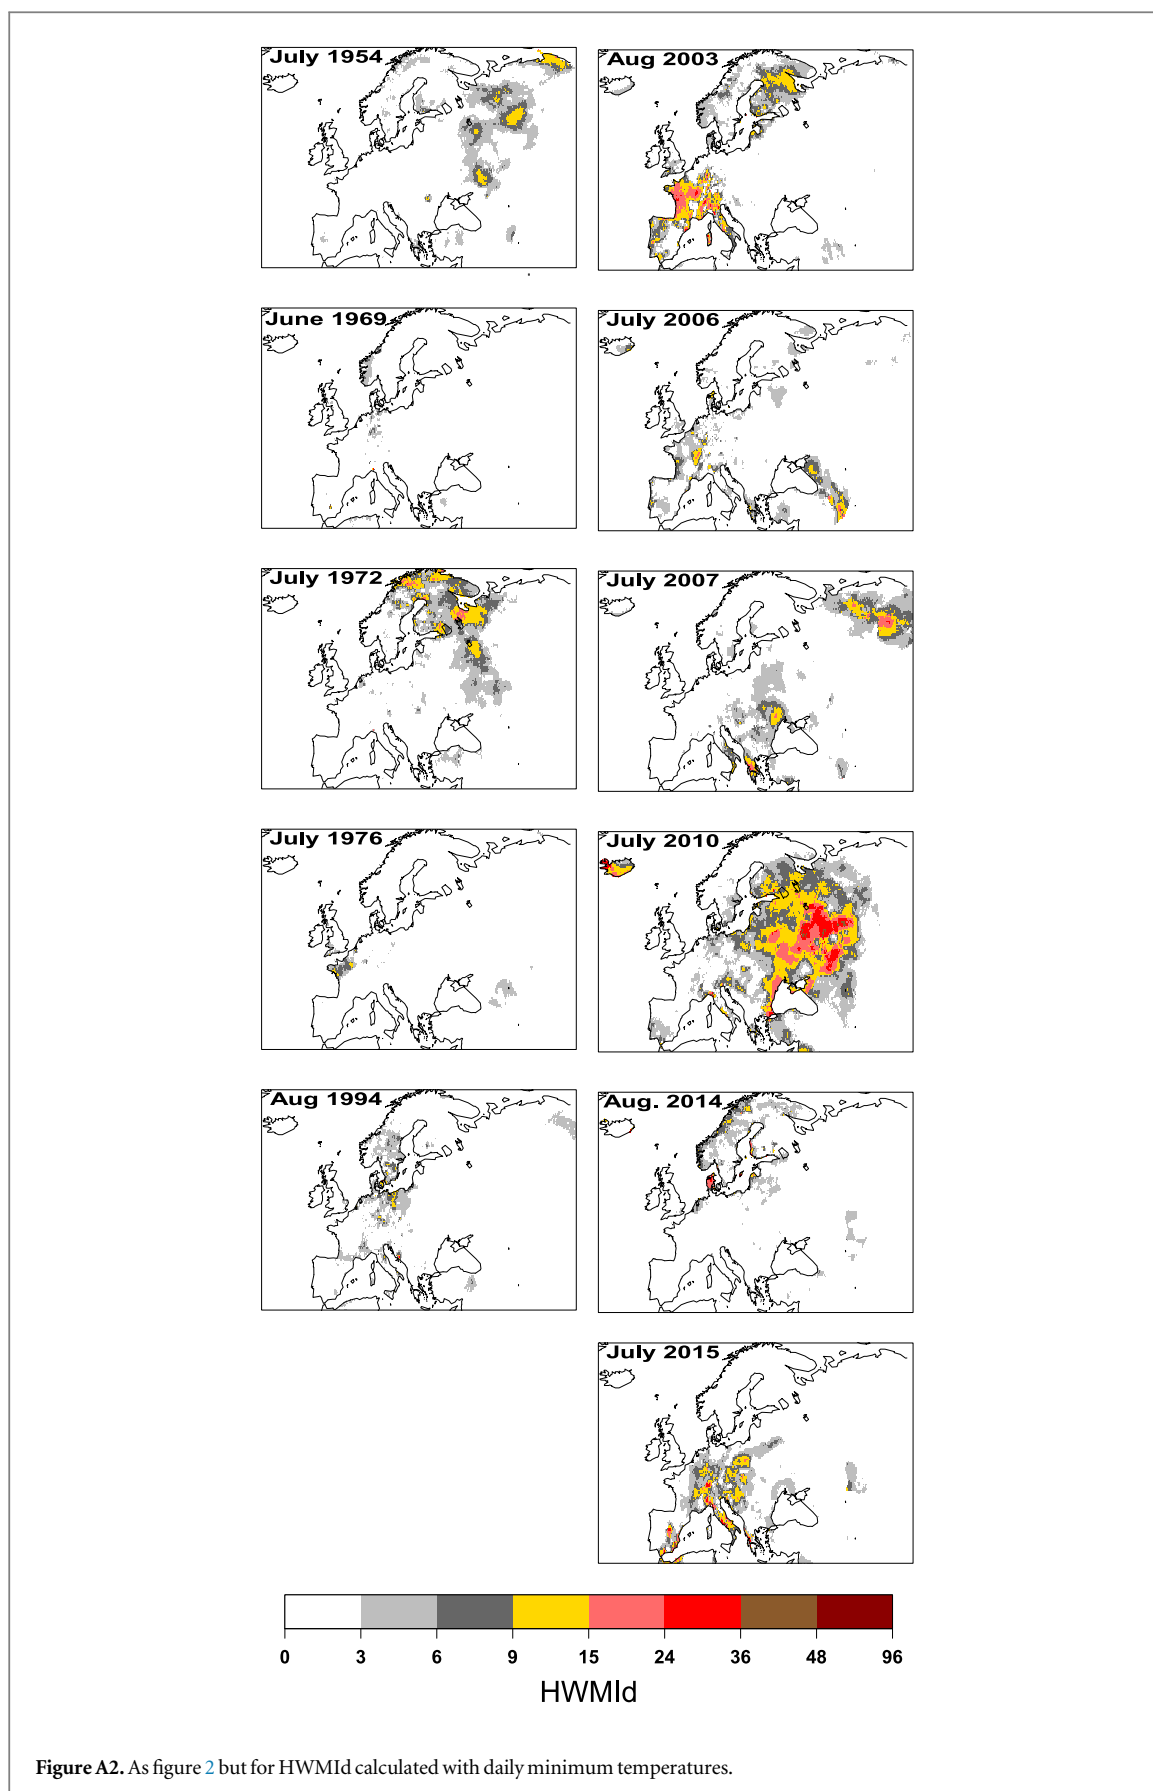 July 1954
Aug 2003
June 1969
July 2006
July 1972
July 2007
July 1976
July 2010
Aug 1994
Aug. 2014
July 2015
0 3 6 9 15 24 36 48 96
HWMId
Figure A2. As figure 2 but for HWMId calculated with daily minimum temperatures.